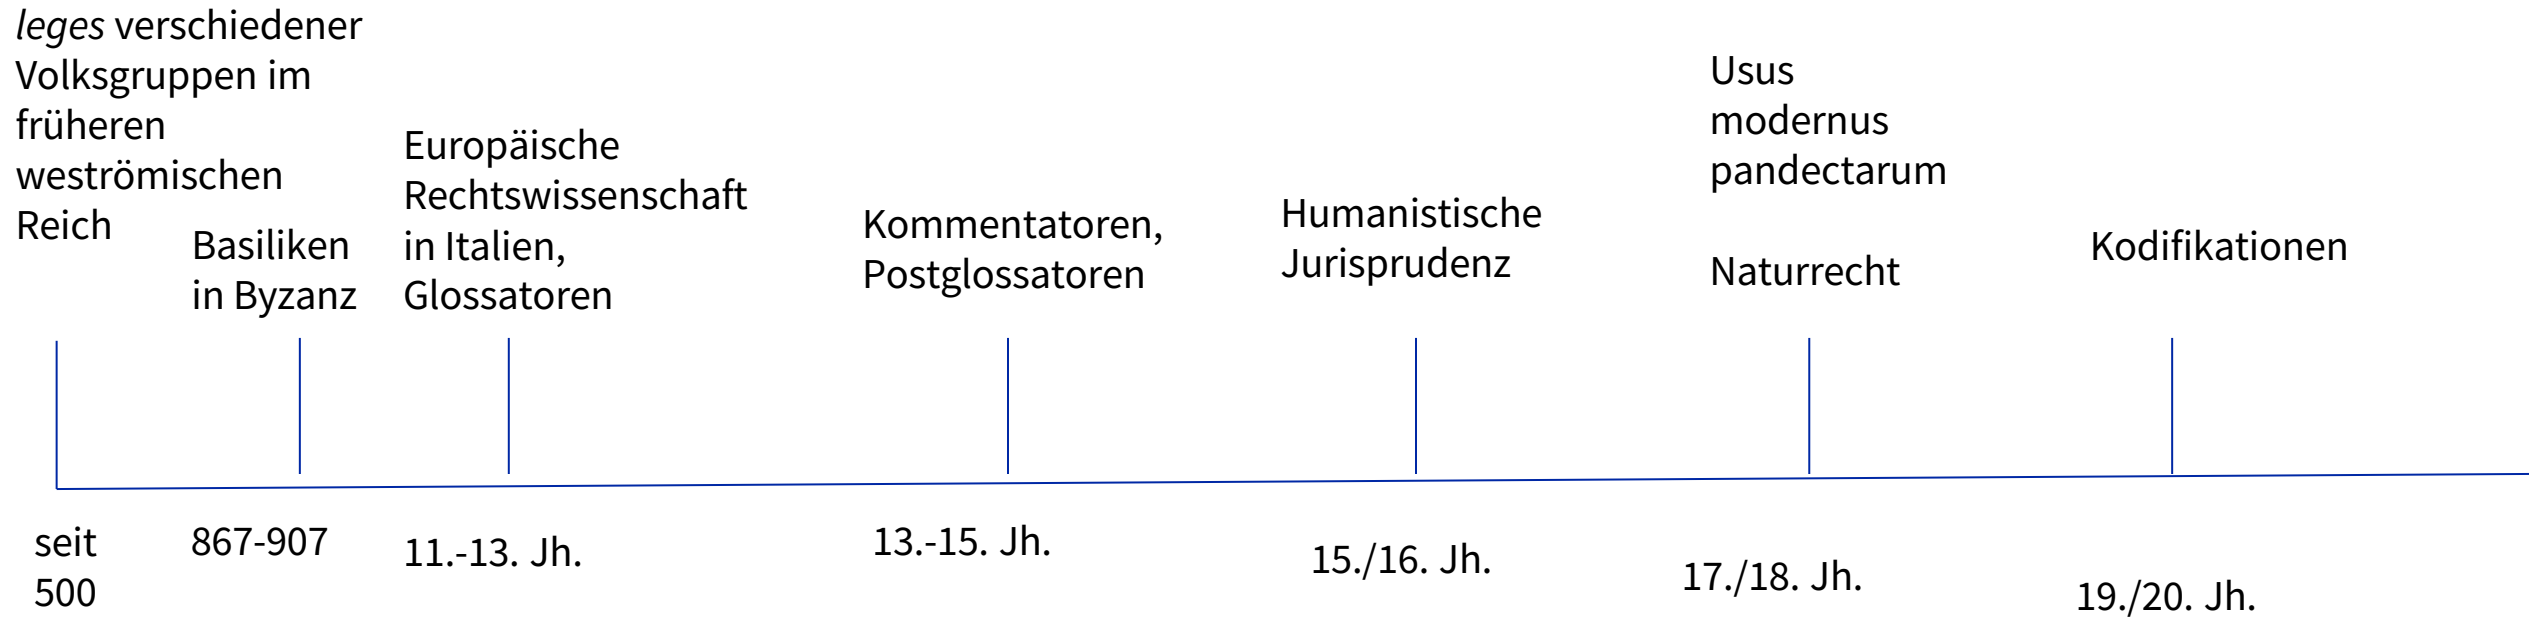 leges verschiedener
Volksgruppen im
früheren
weströmischen
Reich
Basiliken
in Byzanz
Europäische
Rechtswissenschaft
in Italien,
Glossatoren
Kommentatoren,
Postglossatoren
Humanistische
Jurisprudenz
Usus
modernus
pandectarum
Naturrecht
Kodifikationen
seit
500
867-907
11.-13. Jh.
13.-15. Jh.
15./16. Jh.
17./18. Jh.
19./20. Jh.